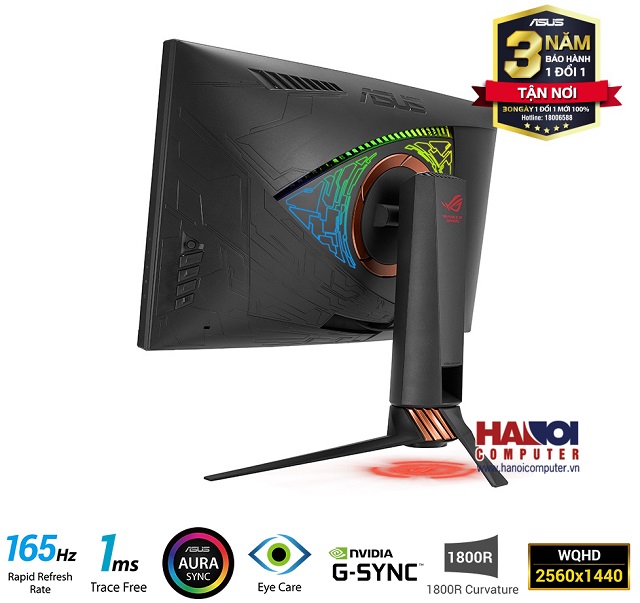 ASUS
3 NĂM
BẢO HÀNH
1 ĐỔI 1
TẬN NƠI
30 NGÀY 1 ĐỔI 1 MỚI 100%
Hotline: 18006588
ASUS
HANOI
COMPUTER
www.hanoicomputer.vn
165Hz
Rapid Refresh
Rate
1ms
Trace Free
ASUS
AURA
SYNC
Eye Care
NVIDIA
G-SYNC™
1800R
1800R Curvature
WQHD
2560x1440